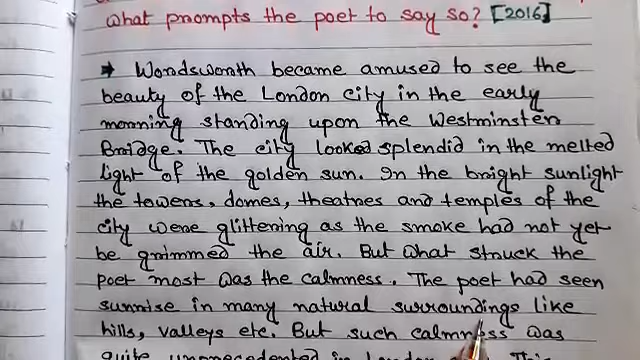 what prompts the poet to say so? [2016]
→ Wordsworth became amused to see the
beauty of the London city in the early
morning standing upon the Westminster
Bridge. The city looked splendid in the melted
light of the golden sun. In the bright sunlight
the towers, domes, theatres and temples of the
city were glittering as the smoke had not yet
be grimmed the air. But what struck the
poet most was the calmness. The poet had seen
sunrise in many natural surroundings like
hills, valleys etc. But such calmness was
quite unprecedented in London